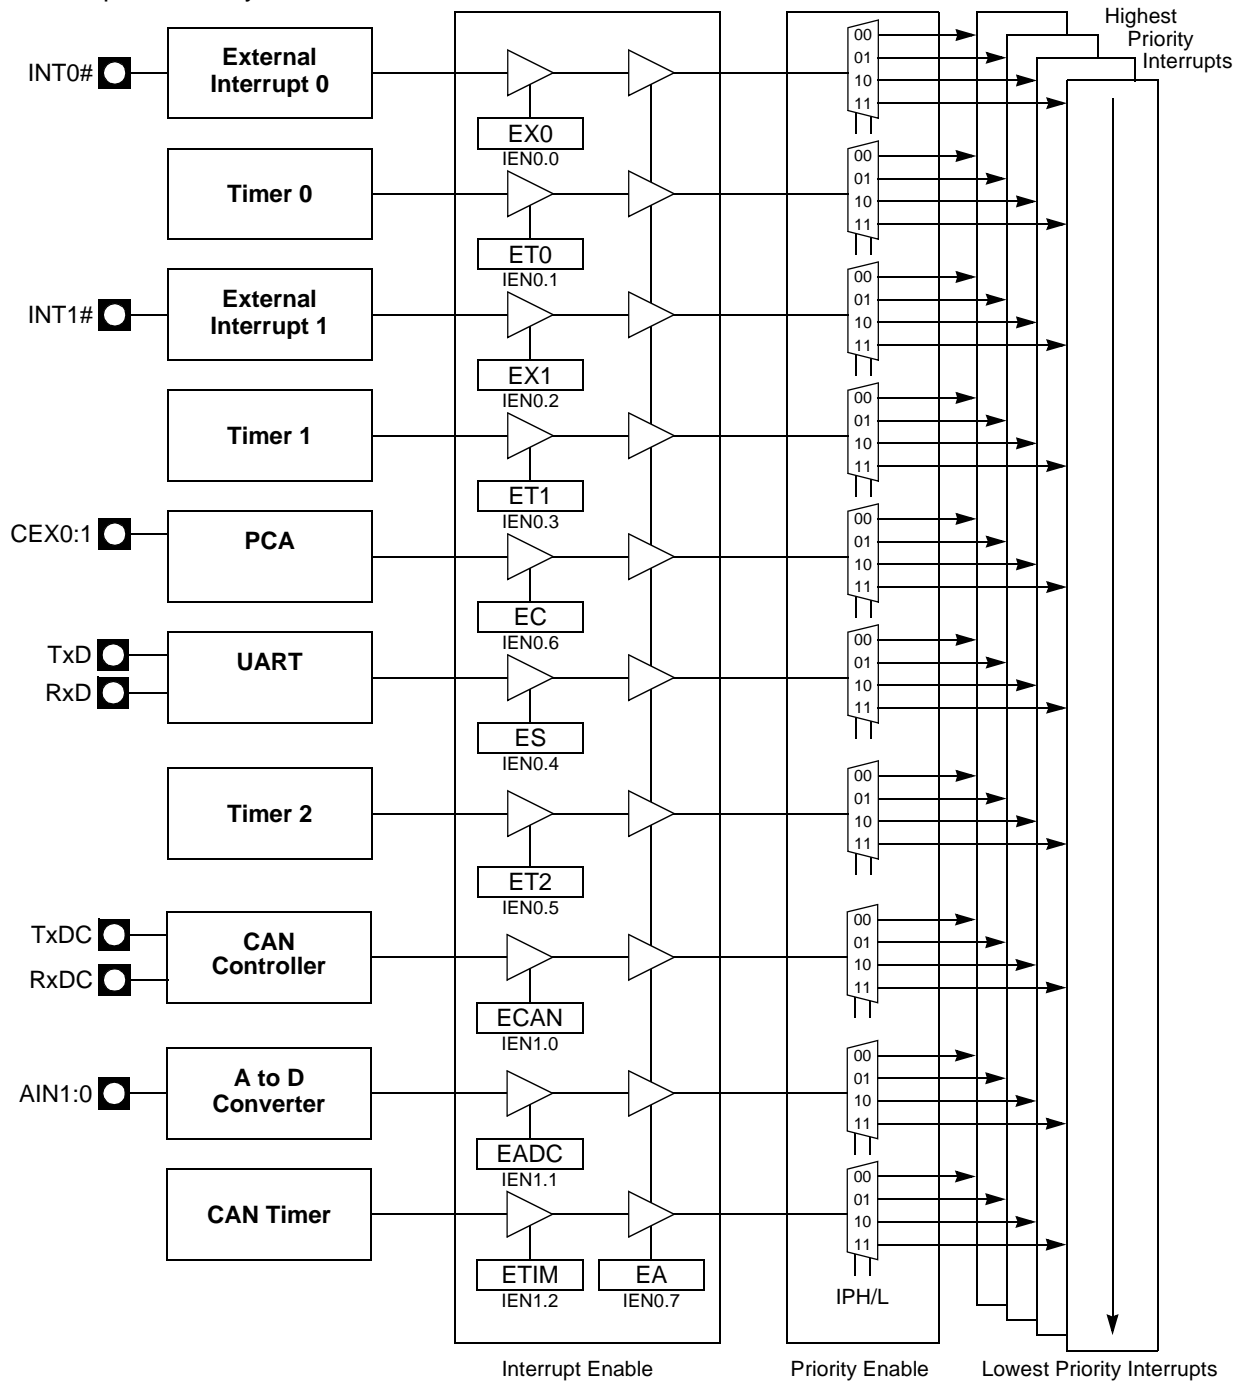 Highest
Priority
Interrupts
INT0#
External
Interrupt 0
EX0
IEN0.0
00
01
10
11
Timer 0
ET0
IEN0.1
00
01
10
11
INT1#
External
Interrupt 1
EX1
IEN0.2
00
01
10
11
Timer 1
ET1
IEN0.3
00
01
10
11
CEX0:1
PCA
EC
IEN0.6
00
01
10
11
TxD
RxD
UART
ES
IEN0.4
00
01
10
11
Timer 2
ET2
IEN0.5
00
01
10
11
TxDC
RxDC
CAN
Controller
ECAN
IEN1.0
00
01
10
11
AIN1:0
A to D
Converter
EADC
IEN1.1
00
01
10
11
CAN Timer
ETIM
IEN1.2
EA
IEN0.7
00
01
10
11
IPH/L
Interrupt Enable
Priority Enable
Lowest Priority Interrupts